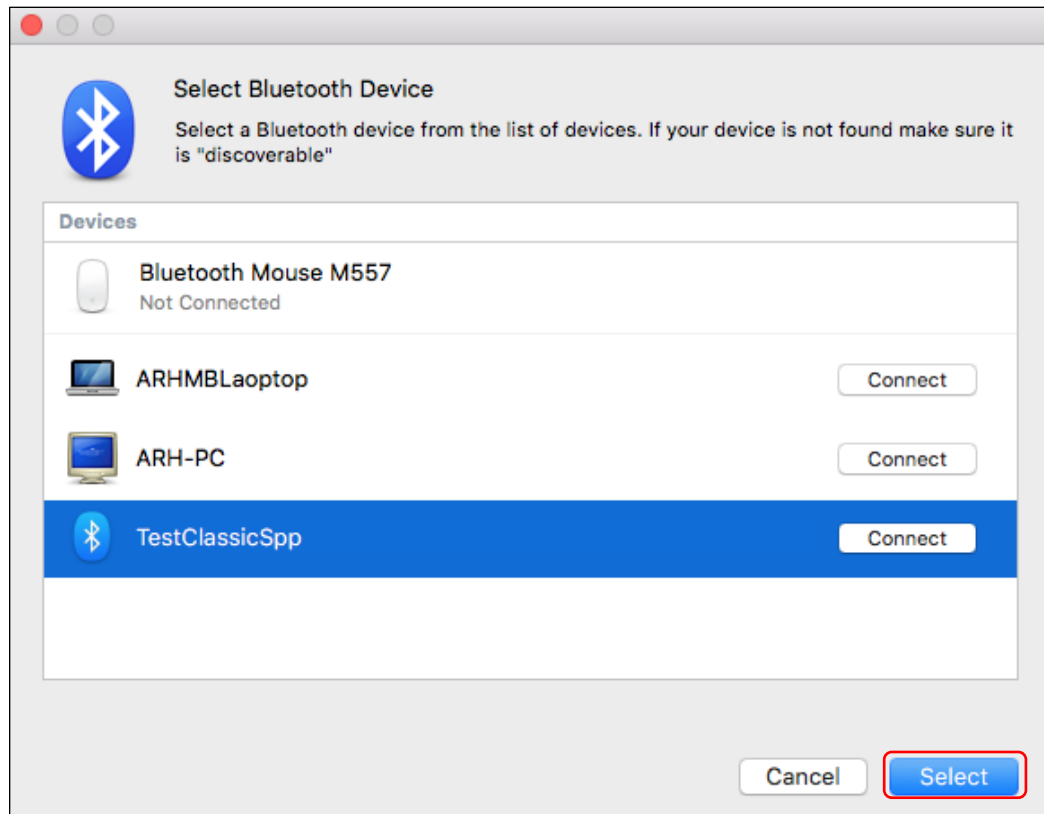 Select Bluetooth Device
Select a Bluetooth device from the list of devices. If your device is not found make sure it
is "discoverable"
Devices
Bluetooth Mouse M557
Not Connected
ARHMBLaoptop
Connect
ARH-PC
Connect
TestClassicSpp
Connect
Cancel
Select